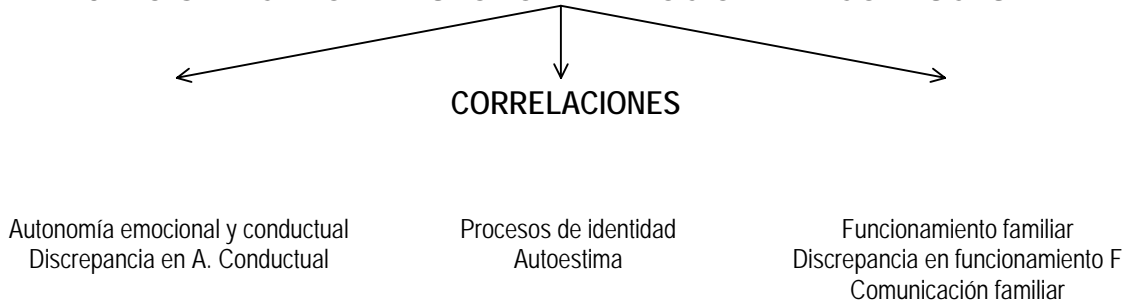 CORRELACIONES
Autonomía emocional y conductual
Discrepancia en A. Conductual
Procesos de identidad
Autoestima
Funcionamiento familiar
Discrepancia en funcionamiento F
Comunicación familiar